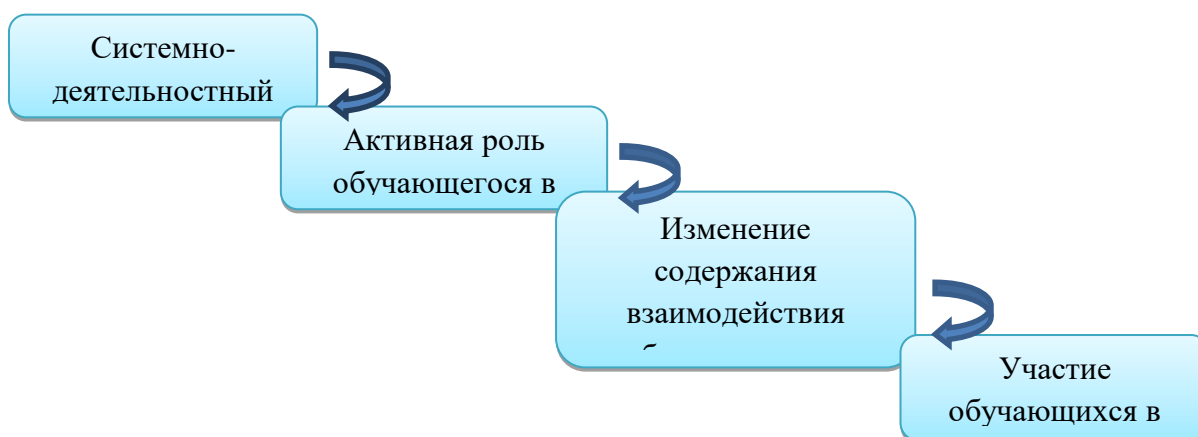 Системно-
деятельностный
Активная роль
обучающегося в
Изменение
содержания
взаимодействия
Участие
обучающихся в